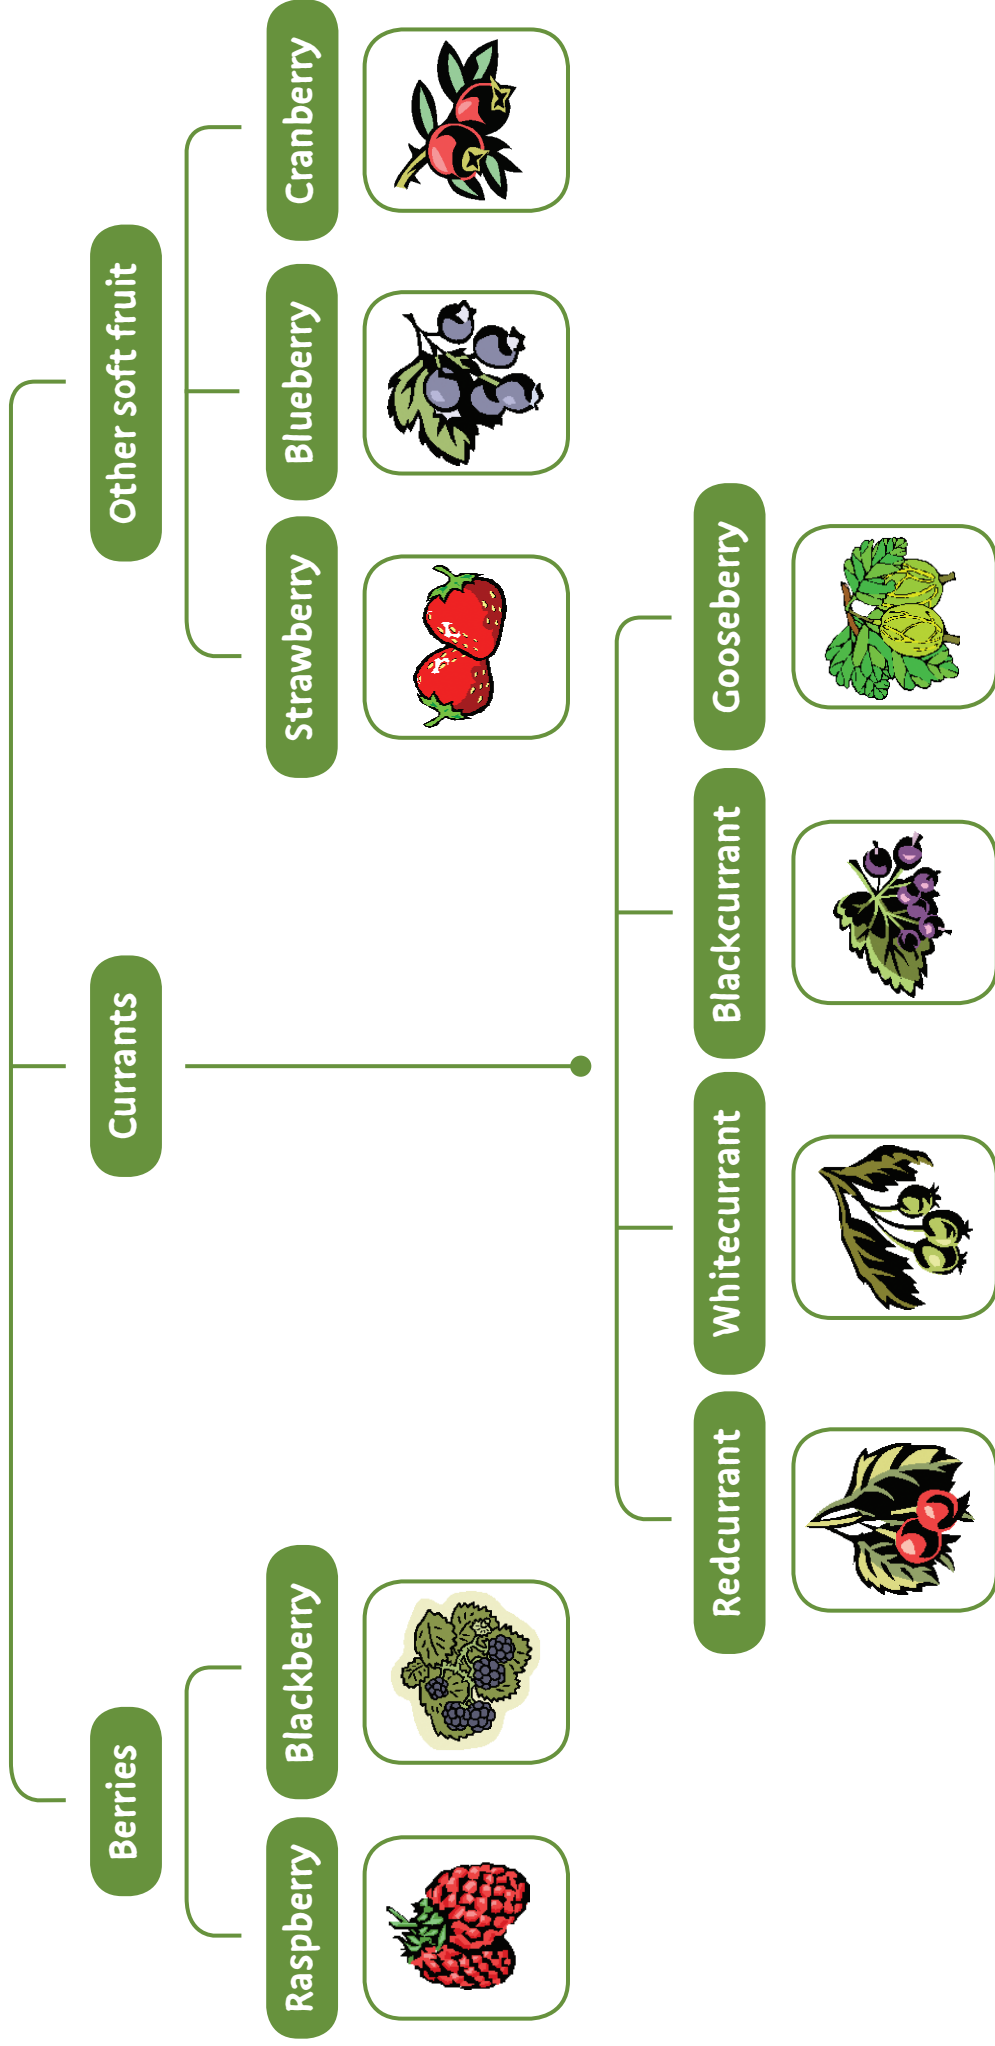 Berries
Currants
Other soft fruit
Raspberry
Blackberry
Strawberry
Blueberry
Cranberry
Redcurrant
Whitecurrant
Blackcurrant
Gooseberry